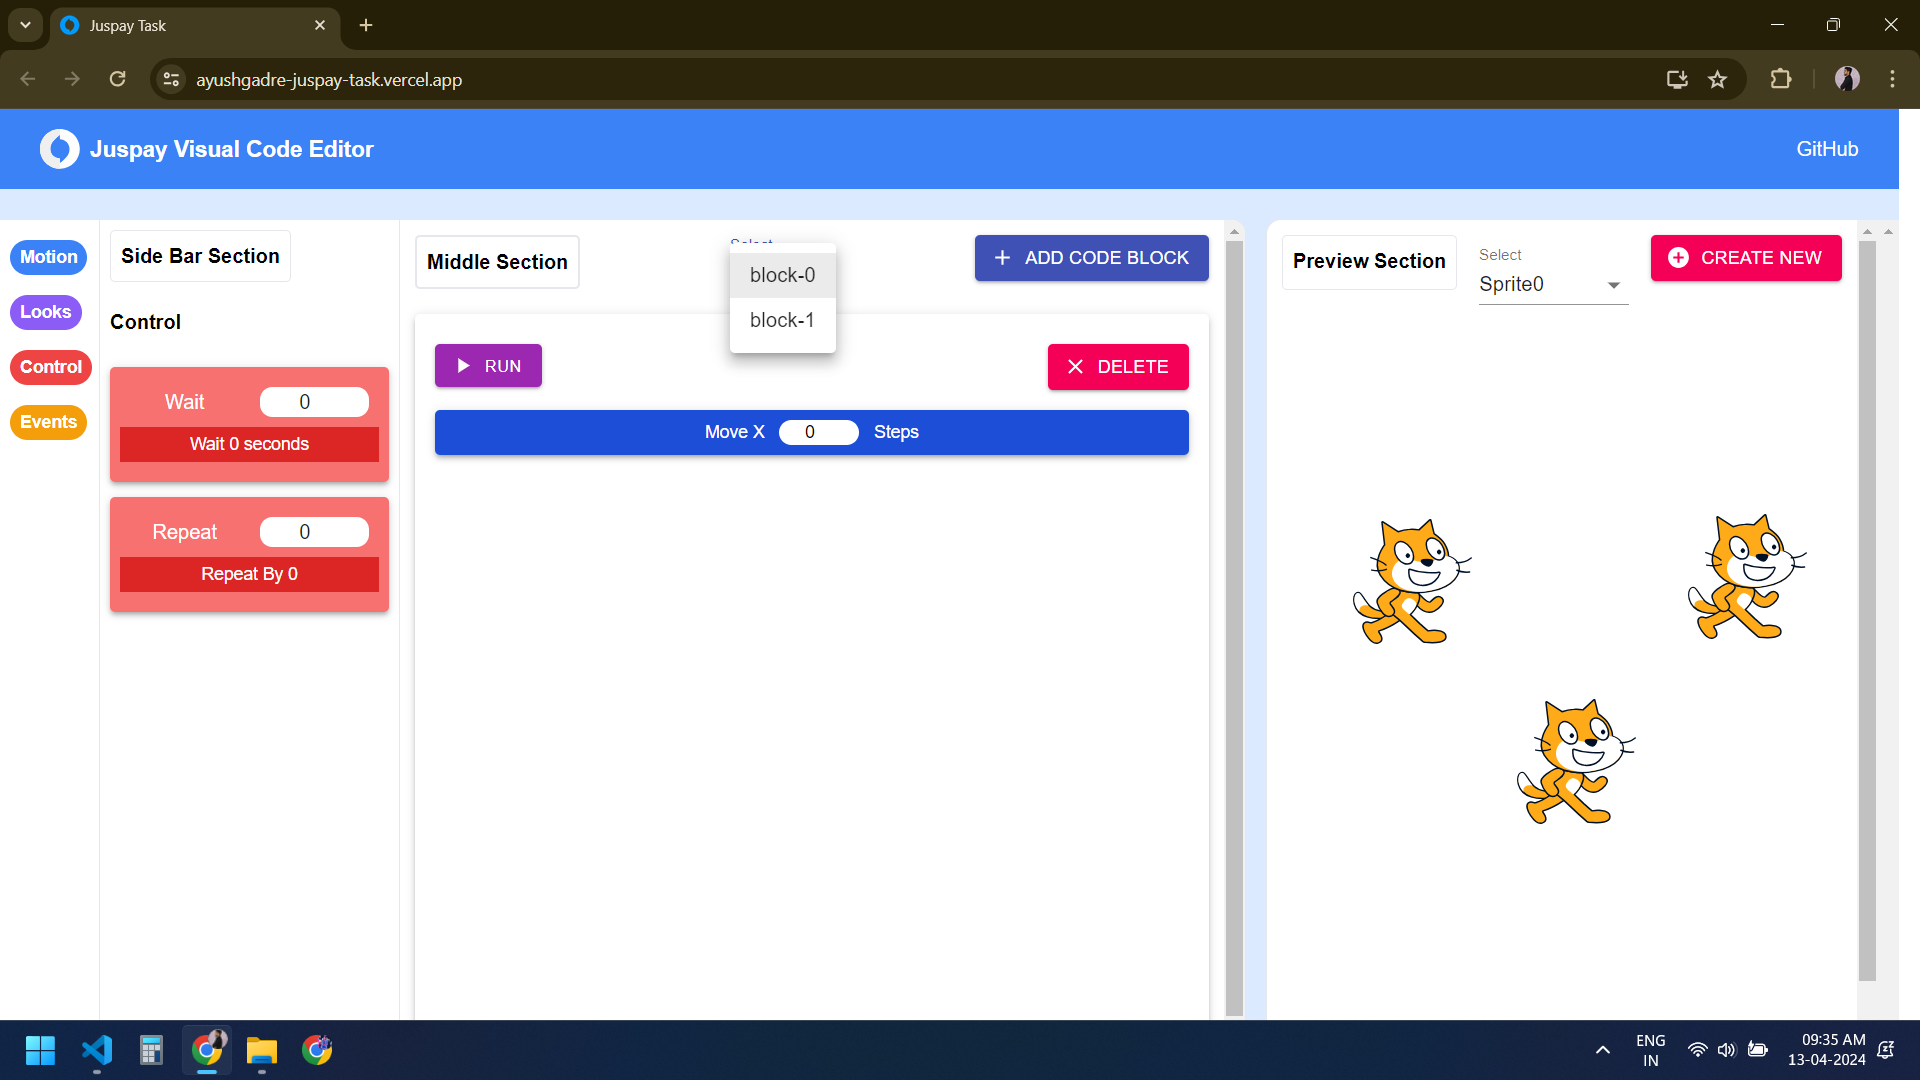 Juspay Task
ayushgadre-juspay-task.vercel.app
Juspay Visual Code Editor
GitHub
Motion
Looks
Control
Events
Side Bar Section
Control
Wait 0
Wait 0 seconds
Repeat 0
Repeat By 0
Middle Section
Select
block-0
block-1
ADD CODE BLOCK
RUN
DELETE
Move X 0 Steps
Preview Section
Select
Sprite0
CREATE NEW
ENG
IN
09:35 AM
13-04-2024